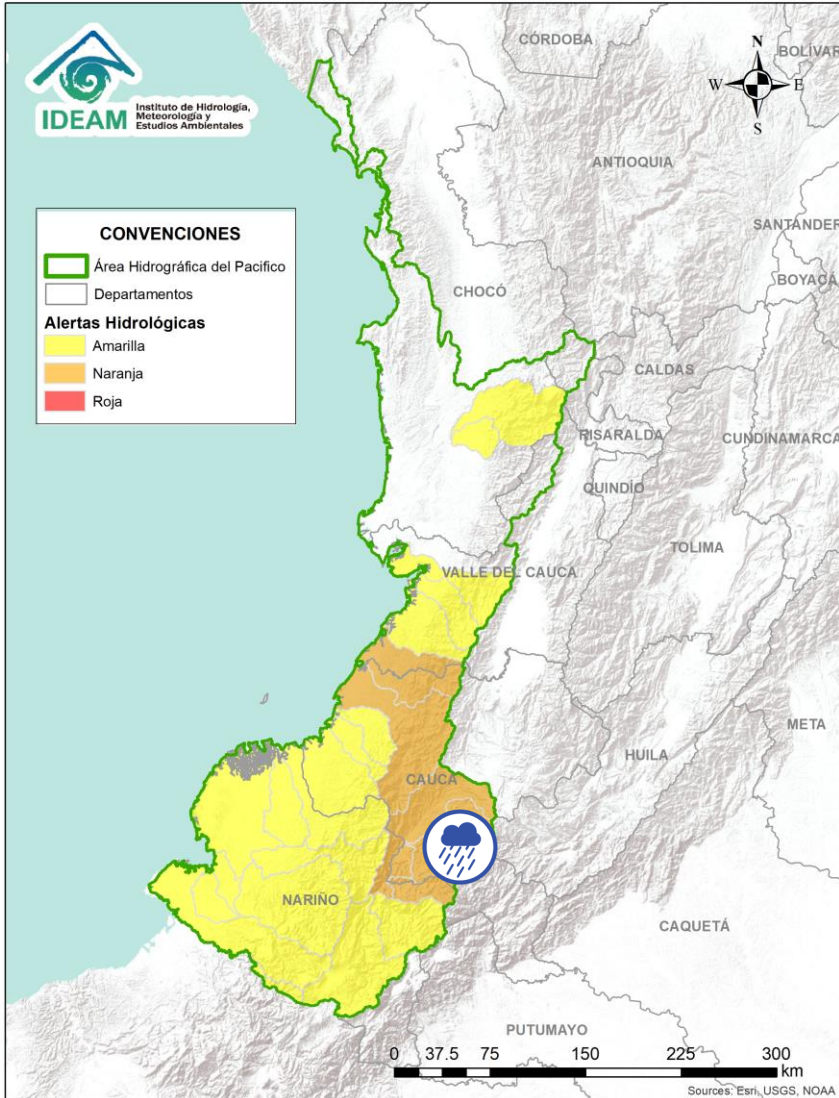 IDEAM
Instituto de Hidrología,
Meteorología y
Estudios Ambientales
N
W E
S
CÓRDOBA
BOLÍVAR
ANTIOQUIA
SANTANDER
BOYACÁ
CONVENCIONES
Área Hidrográfica del Pacifico
Departamentos
Alertas Hidrológicas
Amarilla
Naranja
Roja
CHOCÓ
CALDAS
RISARALDA
CUNDINAMARCA
QUINDÍO
TOLIMA
VALLE DEL CAUCA
META
HUILA
CAUCA
NARIÑO
CAQUETÁ
PUTUMAYO
0 37.5 75 150 225 300
km
Sources: Esri, USGS, NOAA